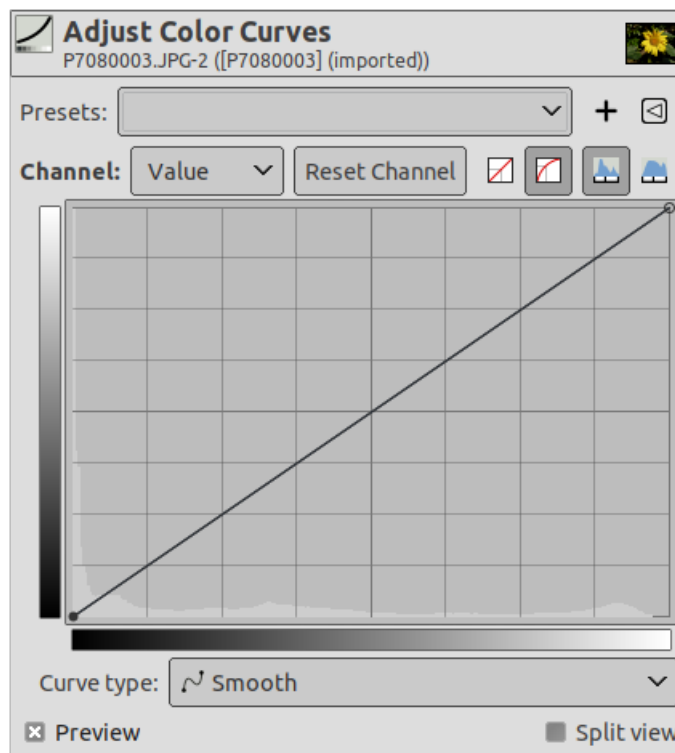 Adjust Color Curves
P7080003.JPG-2 ([P7080003] (imported))
Presets:
Channel: Value Reset Channel
Curve type: Smooth
Preview Split view